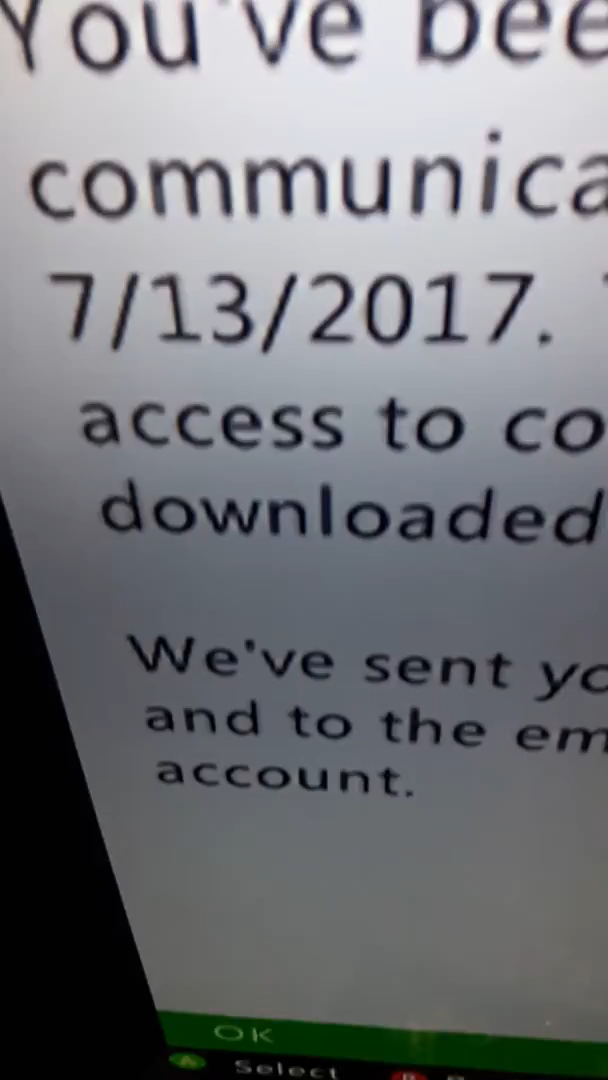 You've bee
communica
7/13/2017.
access to co
downloaded
We've sent yo
and to the em
account.
OK
A Select B